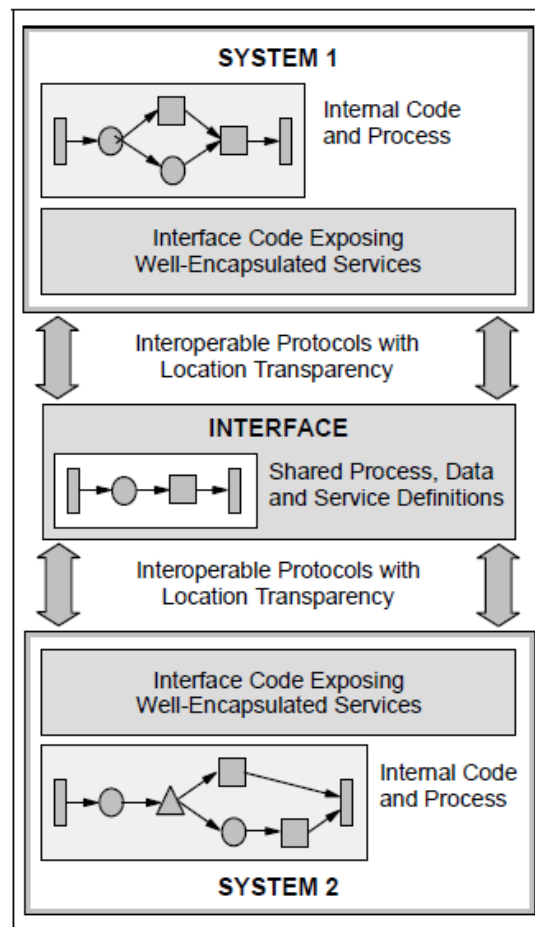 SYSTEM 1
Internal Code
and Process
Interface Code Exposing
Well-Encapsulated Services
Interoperable Protocols with
Location Transparency
INTERFACE
Shared Process, Data
and Service Definitions
Interoperable Protocols with
Location Transparency
Interface Code Exposing
Well-Encapsulated Services
Internal Code
and Process
SYSTEM 2